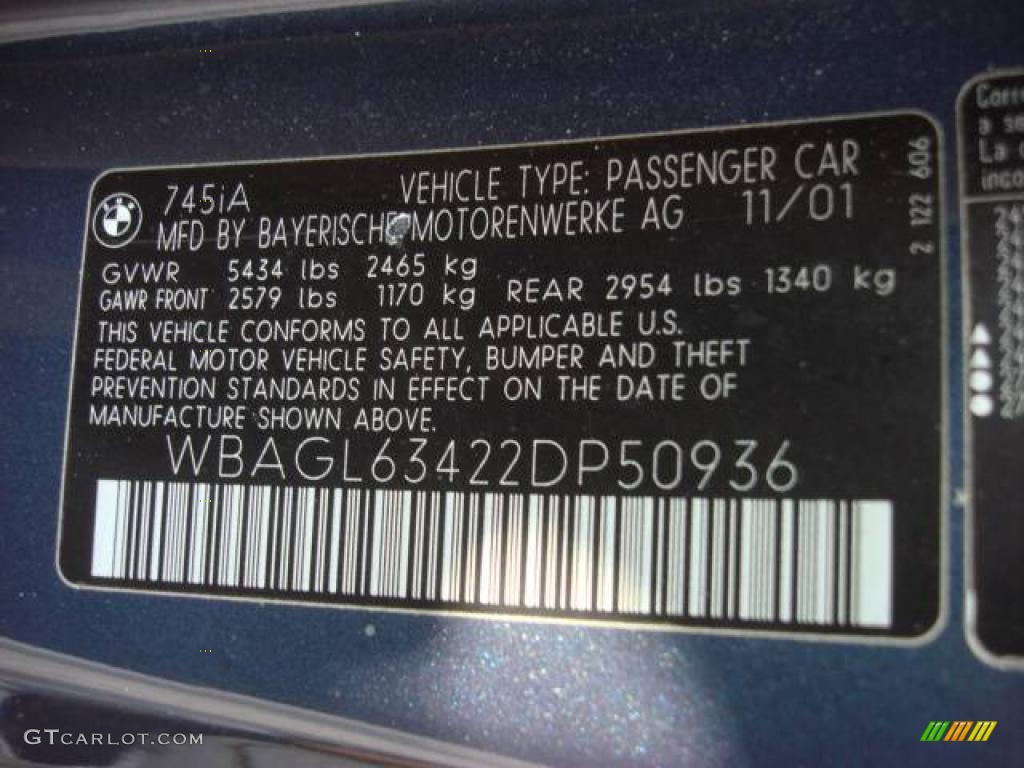 745iA VEHICLE TYPE: PASSENGER CAR
MFD BY BAYERISCHE MOTORENWERKE AG 11/01
GVWR 5434 lbs 2465 kg
GAWR FRONT 2579 lbs 1170 kg REAR 2954 lbs 1340 kg
THIS VEHICLE CONFORMS TO ALL APPLICABLE U.S.
FEDERAL MOTOR VEHICLE SAFETY, BUMPER AND THEFT
PREVENTION STANDARDS IN EFFECT ON THE DATE OF
MANUFACTURE SHOWN ABOVE.
WBAGL63422DP50936
2 122 606
a
La
GTCARLOT.COM